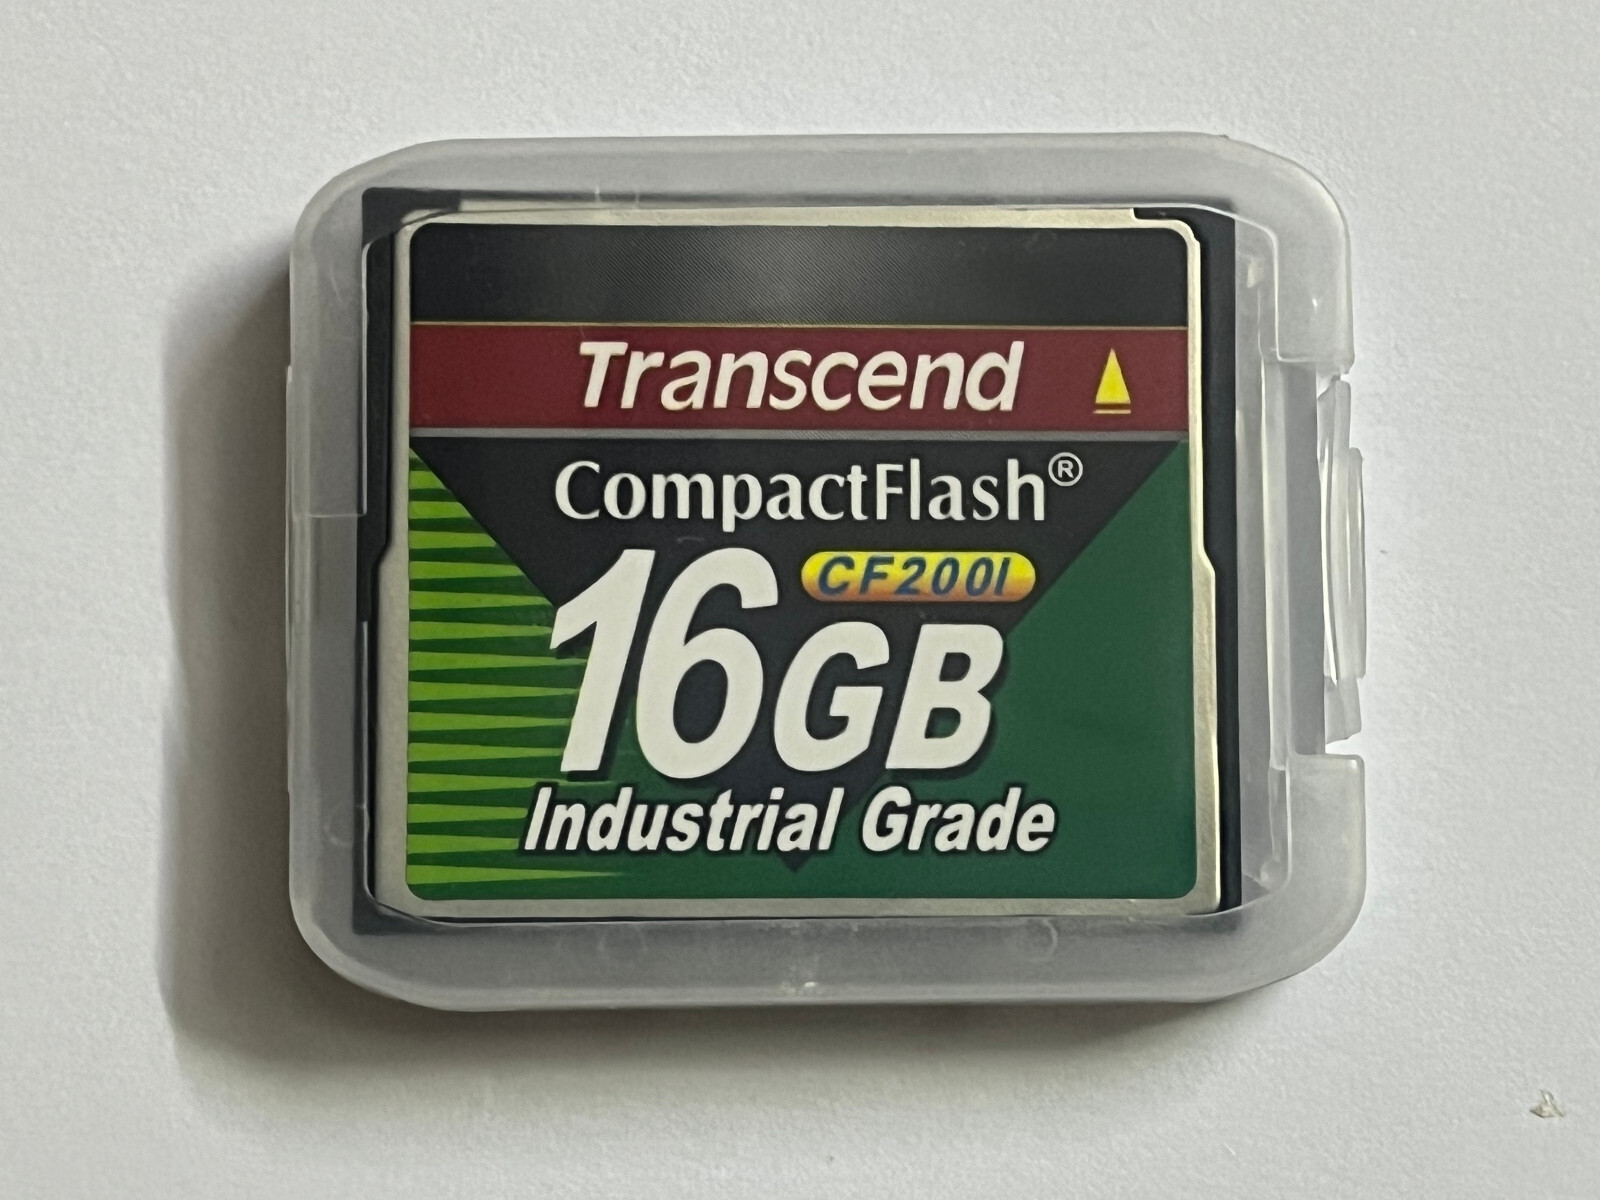 Transcend
CompactFlash®
CF200I
16GB
Industrial Grade